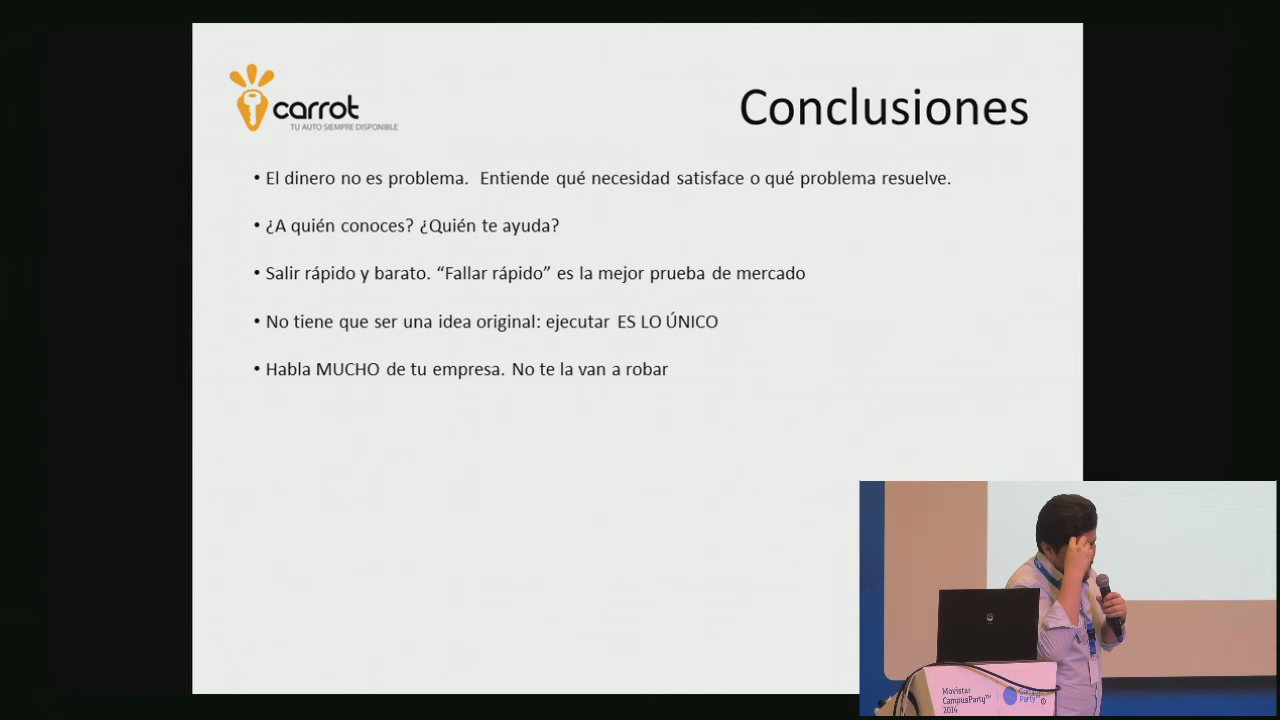 carrot
TU AUTO SIEMPRE DISPONIBLE
Conclusiones
• El dinero no es problema.  Entiende qué necesidad satisface o qué problema resuelve.
• ¿A quién conoces? ¿Quién te ayuda?
• Salir rápido y barato. “Fallar rápido” es la mejor prueba de mercado
• No tiene que ser una idea original: ejecutar ES LO ÚNICO
• Habla MUCHO de tu empresa. No te la van a robar
Movistar
CampusParty™
2014
Party™